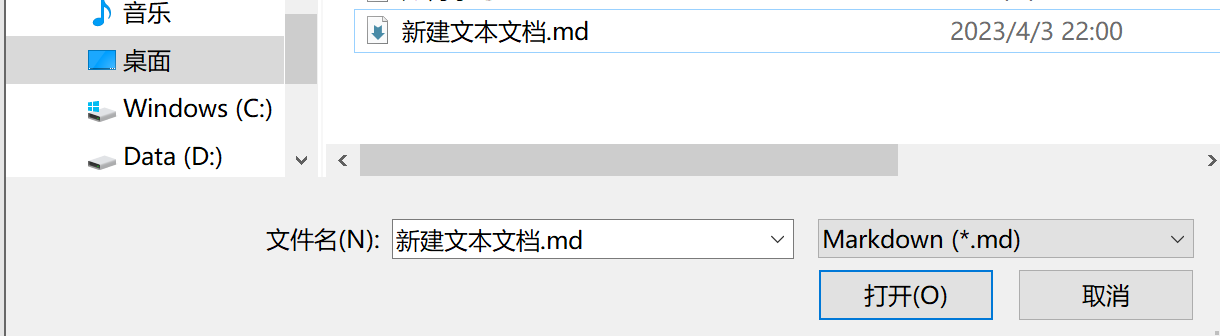 音乐
新建文本文档.md 2023/4/3 22:00
桌面
Windows (C:)
Data (D:)
文件名(N): 新建文本文档.md Markdown (*.md)
打开(O) 取消